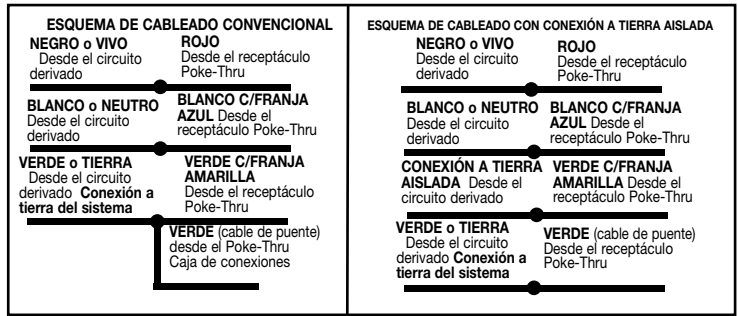 ESQUEMA DE CABLEADO CONVENCIONAL
NEGRO o VIVO
Desde el circuito
derivado
ROJO
Desde el receptáculo
Poke-Thru
BLANCO o NEUTRO
Desde el circuito
derivado
BLANCO C/FRANJA
AZUL Desde el
receptáculo Poke-Thru
VERDE o TIERRA
Desde el circuito
derivado Conexión a
tierra del sistema
VERDE C/FRANJA
AMARILLA
Desde el receptáculo
Poke-Thru
VERDE (cable de puente)
desde el Poke-Thru
Caja de conexiones
ESQUEMA DE CABLEADO CON CONEXIÓN A TIERRA AISLADA
NEGRO o VIVO
Desde el circuito
derivado
ROJO
Desde el receptáculo
Poke-Thru
BLANCO o NEUTRO
Desde el circuito
derivado
BLANCO C/FRANJA
AZUL Desde el
receptáculo Poke-Thru
CONEXIÓN A TIERRA
AISLADA Desde el
circuito derivado
VERDE C/FRANJA
AMARILLA Desde el
receptáculo Poke-Thru
VERDE o TIERRA
Desde el circuito
derivado Conexión a
tierra del sistema
VERDE (cable de puente)
Desde el receptáculo
Poke-Thru